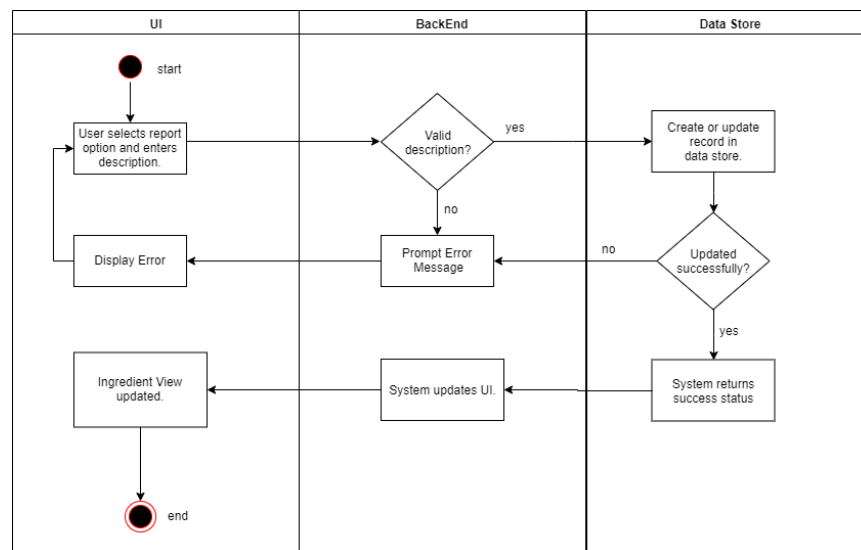 UI
BackEnd
Data Store
start
User selects report
option and enters
description.
Valid
description?
yes
Create or update
record in
data store.
no
Display Error
Prompt Error
Message
no
Updated
successfully?
yes
Ingredient View
updated.
System updates UI.
System returns
success status
end